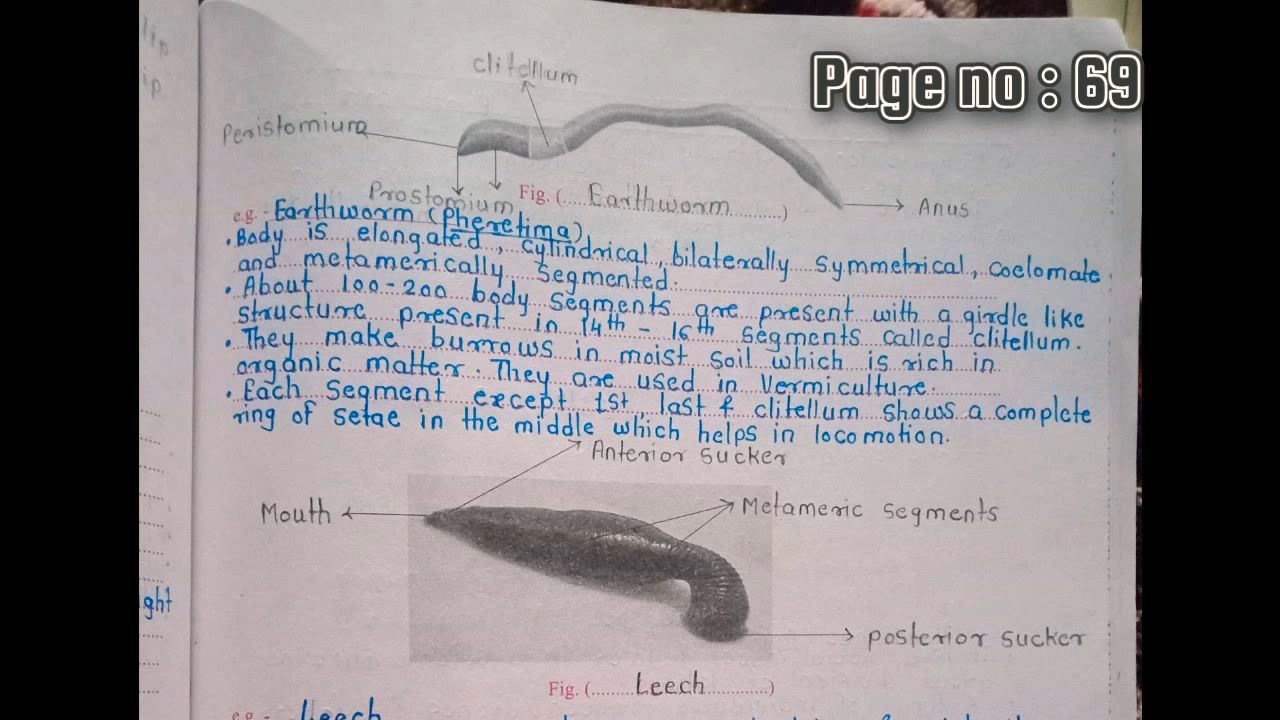 lip
ip
Page no : 69
clitellum
Peristomium
Prostomium
Fig. (.....Earthworm............)
Anus
e.g. - Earthworm (Pheretima)
• Body is elongated, cylindrical, bilaterally symmetrical, coelomate
and metamerically segmented.
• About 100-200 body segments are present with a girdle like
structure present in 14th - 16th segments called clitellum.
• They make burrows in moist soil which is rich in
organic matter. They are used in vermiculture.
• Each segment except 1st, last & clitellum shows a complete
ring of setae in the middle which helps in locomotion.
Anterior sucker
Mouth
Metameric segments
ght
posterior sucker
Fig. (.........Leech............)
e.g. - Leech